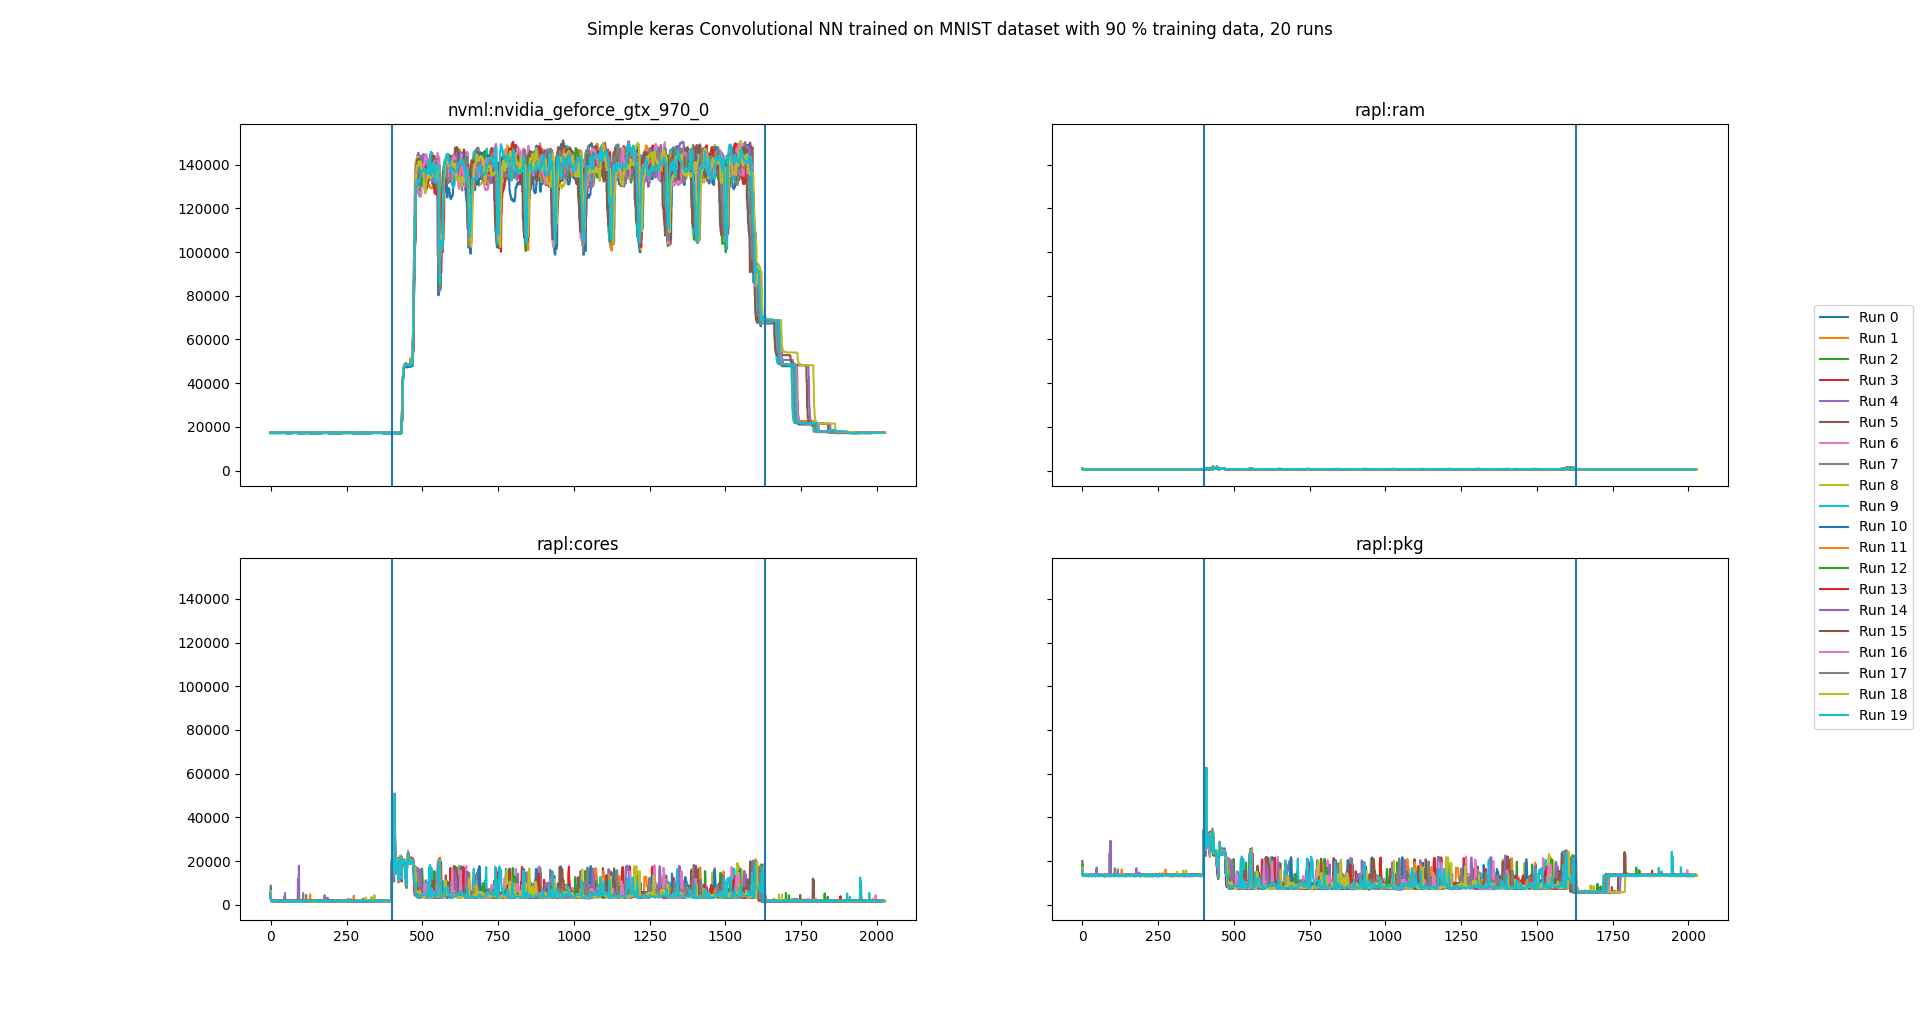 Simple keras Convolutional NN trained on MNIST dataset with 90 % training data, 20 runs
nvml:nvidia_geforce_gtx_970_0
140000
120000
100000
80000
60000
40000
20000
0
rapl:ram
rapl:cores
140000
120000
100000
80000
60000
40000
20000
0
0 250 500 750 1000 1250 1500 1750 2000
rapl:pkg
0 250 500 750 1000 1250 1500 1750 2000
Run 0
Run 1
Run 2
Run 3
Run 4
Run 5
Run 6
Run 7
Run 8
Run 9
Run 10
Run 11
Run 12
Run 13
Run 14
Run 15
Run 16
Run 17
Run 18
Run 19